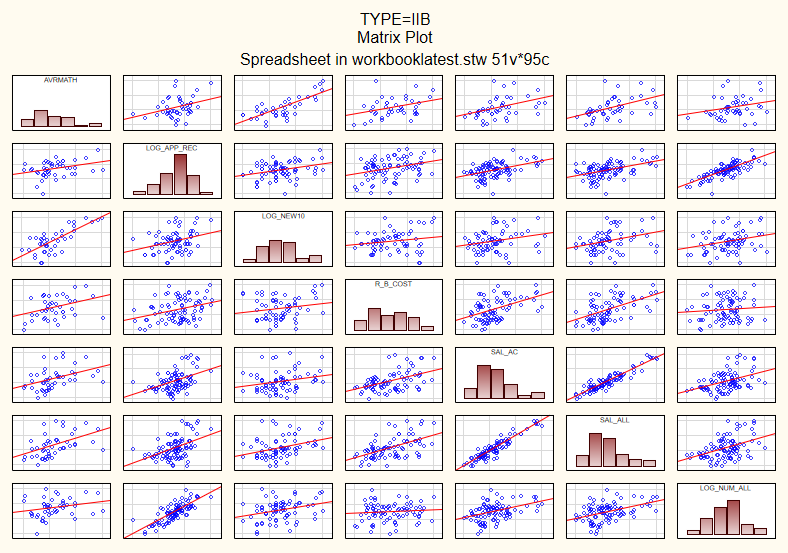 TYPE=IIB
Matrix Plot
Spreadsheet in workbooklatest.stw 51v*95c
AVRMATH
LOG_APP_REC
LOG_NEW10
R_B_COST
SAL_AC
SAL_ALL
LOG_NUM_ALL